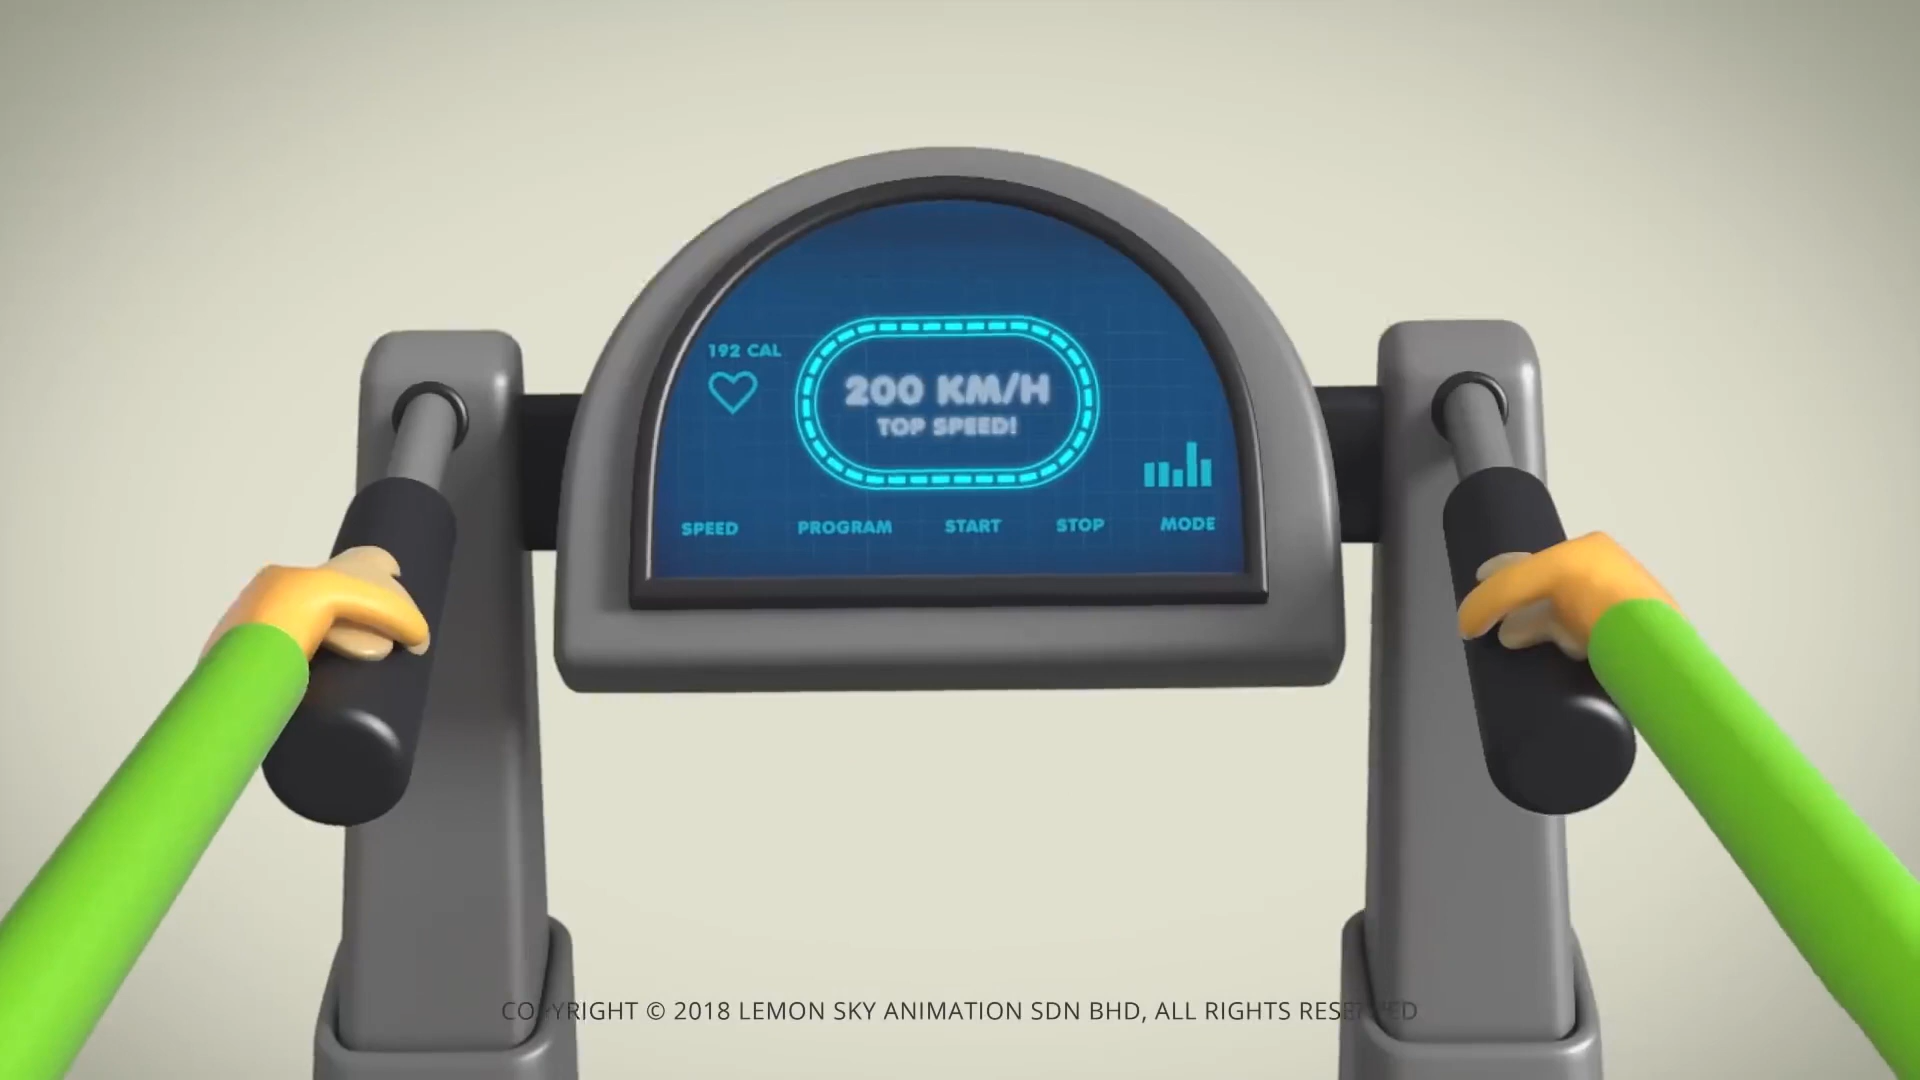 192 CAL
200 KM/H
TOP SPEED!
SPEED PROGRAM START STOP MODE
COPYRIGHT © 2018 LEMON SKY ANIMATION SDN BHD, ALL RIGHTS RESERVED